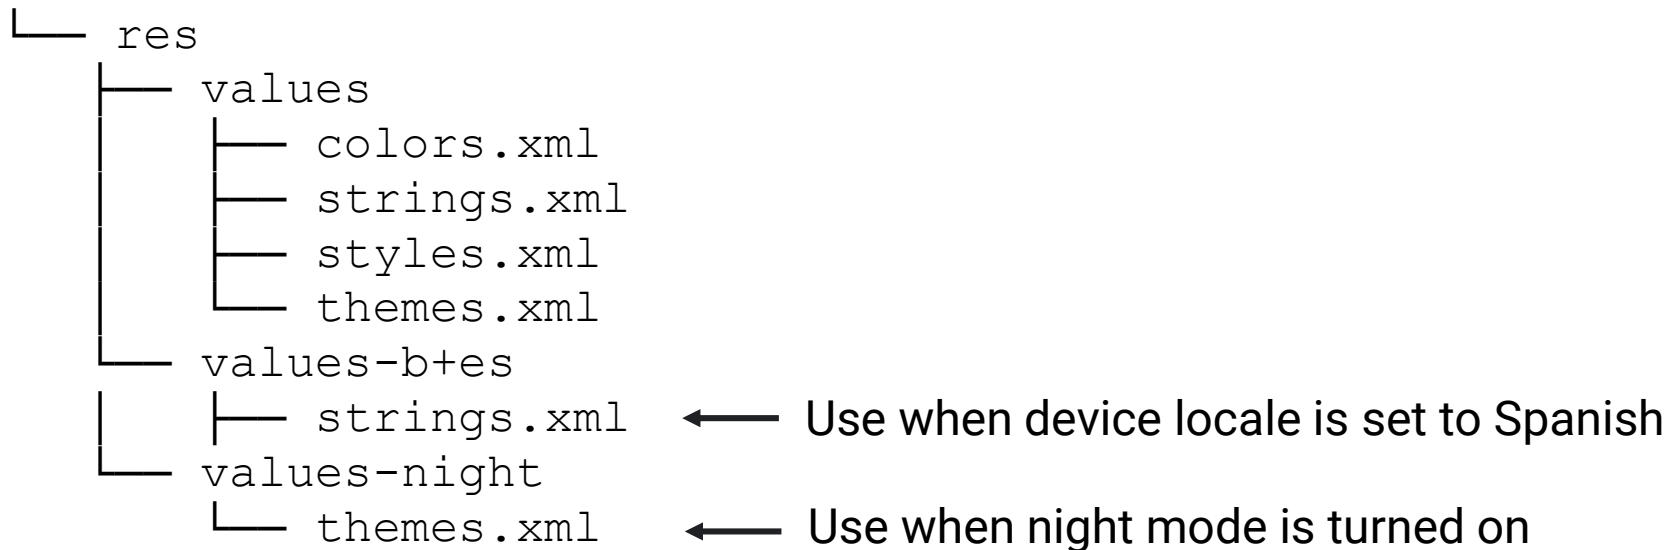 └── res
├── values
├── colors.xml
├── strings.xml
├── styles.xml
└── themes.xml
└── values-b+es
├── strings.xml ← Use when device locale is set to Spanish
└── values-night
└── themes.xml ← Use when night mode is turned on